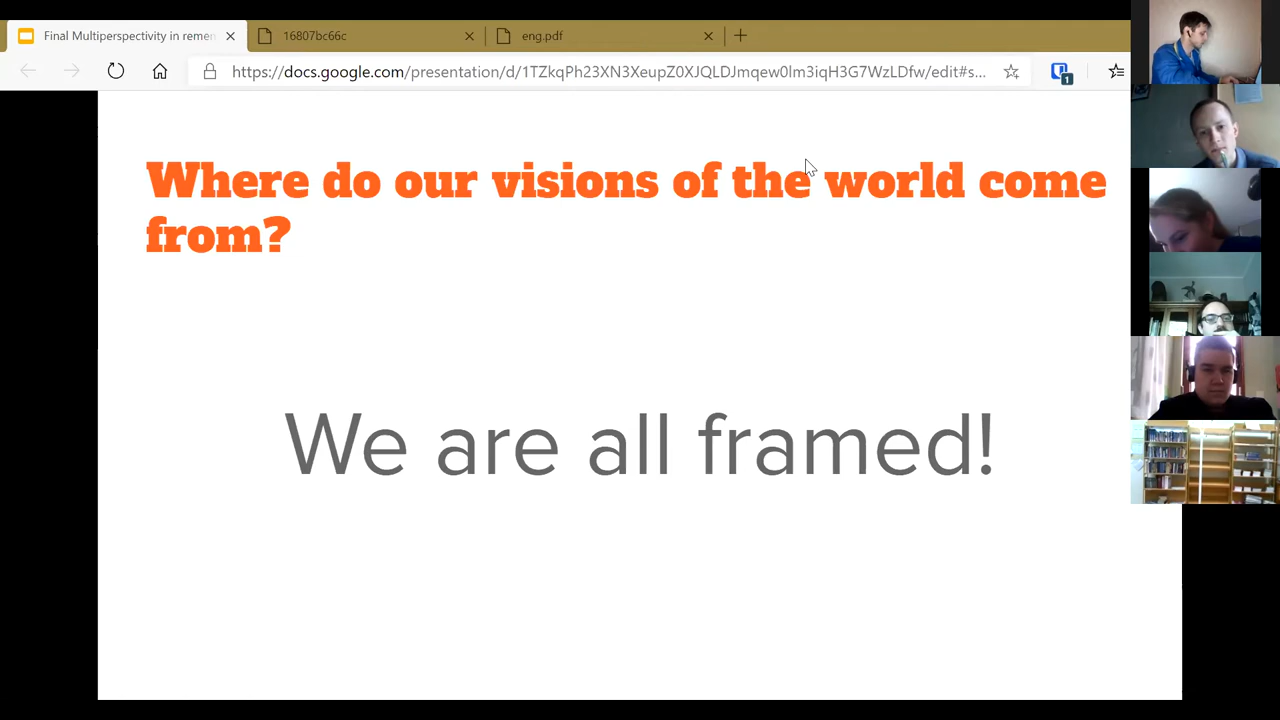 Final Multiperspectivity in remem
16807bc66c
eng.pdf
https://docs.google.com/presentation/d/1TZkqPh23XN3XeupZ0XJQLDJmqew0lm3iqH3G7WzLDfw/edit#s...
1
Where do our visions of the world come
from?
We are all framed!